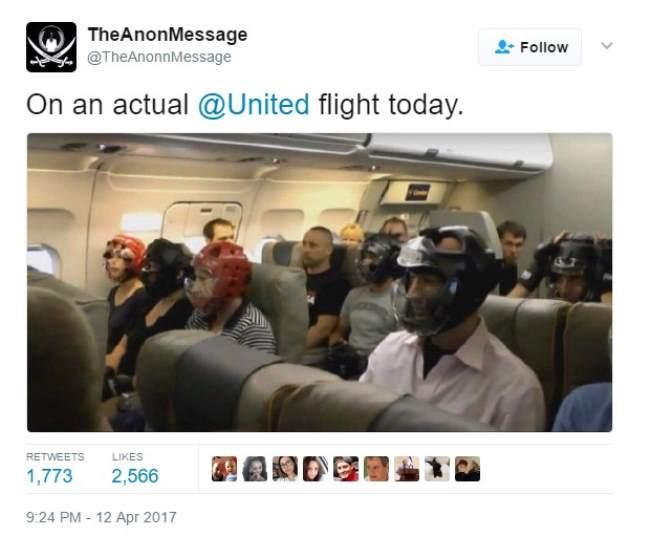 TheAnonMessage
@TheAnonnMessage
Follow
On an actual @United flight today.
RETWEETS LIKES
1,773 2,566
9:24 PM - 12 Apr 2017